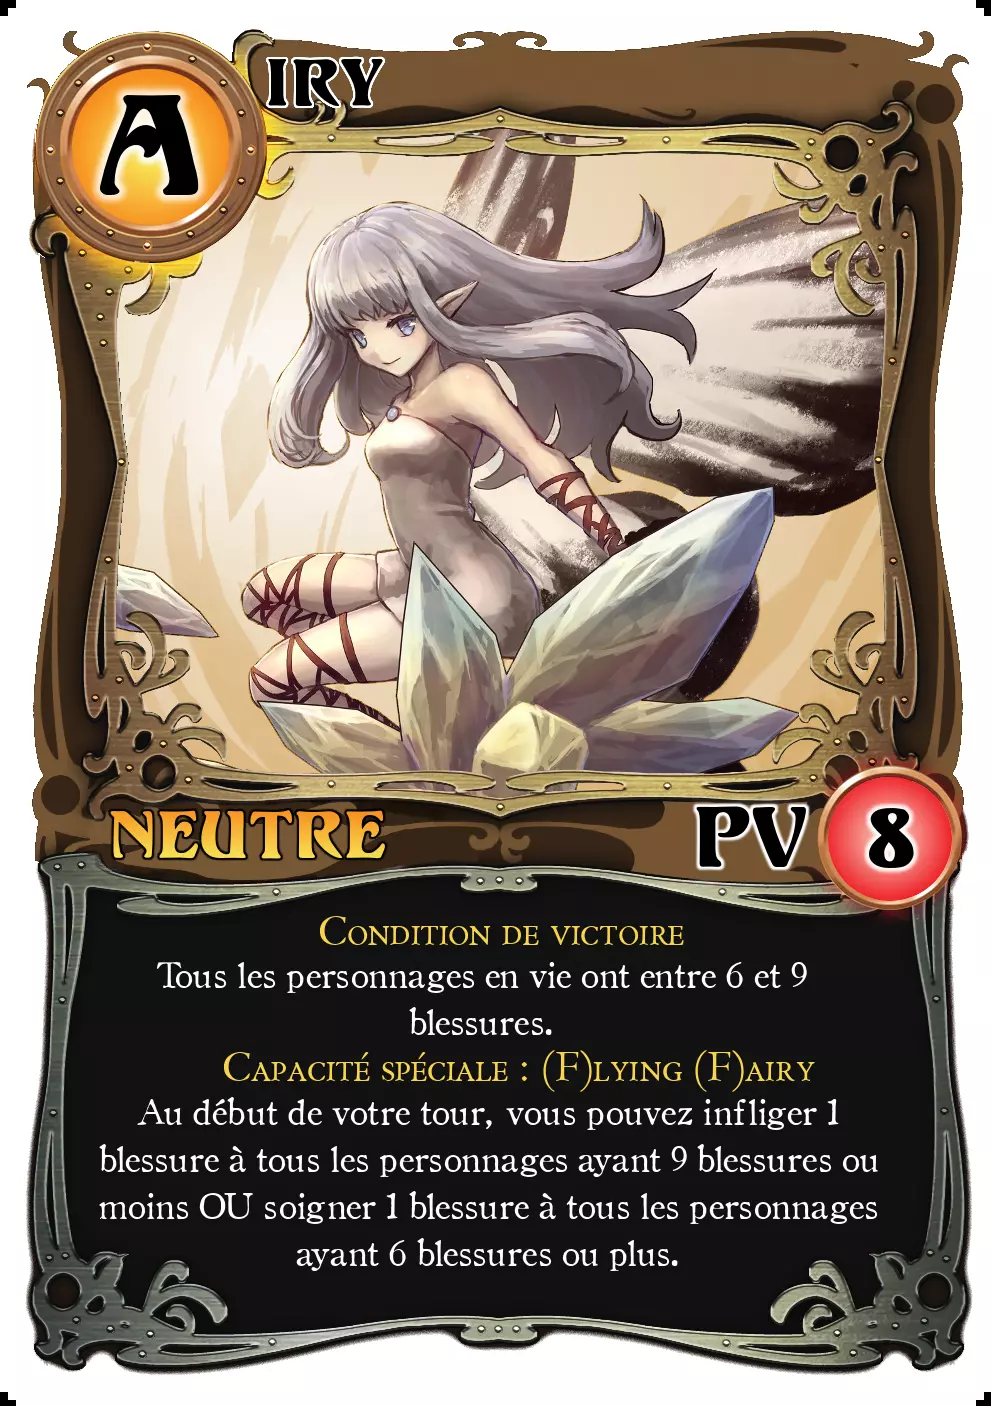 A IRY
NEUTRE PV 8
Condition de victoire
Tous les personnages en vie ont entre 6 et 9
blessures.
Capacité spéciale : (F)lying (F)airy
Au début de votre tour, vous pouvez infliger 1
blessure à tous les personnages ayant 9 blessures ou
moins OU soigner 1 blessure à tous les personnages
ayant 6 blessures ou plus.